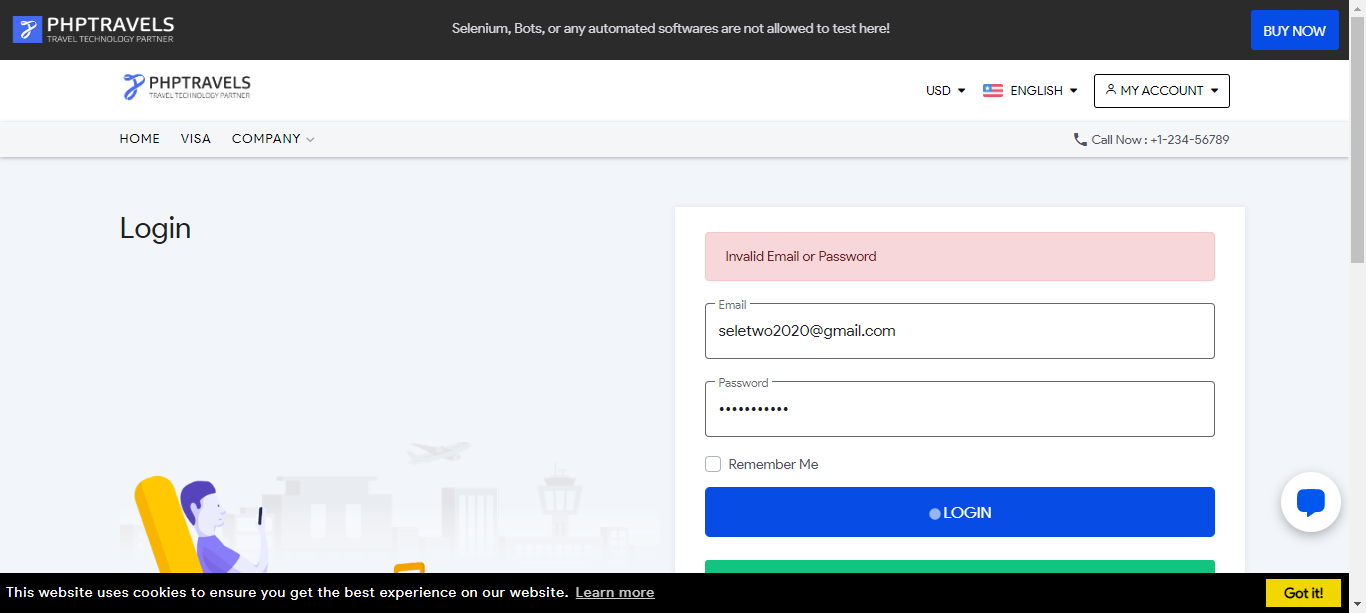 PHPTRAVELS
TRAVEL TECHNOLOGY PARTNER
Selenium, Bots, or any automated softwares are not allowed to test here!
BUY NOW
PHPTRAVELS
TRAVEL TECHNOLOGY PARTNER
USD
ENGLISH
MY ACCOUNT
HOME
VISA
COMPANY
Call Now : +1-234-56789
Login
Invalid Email or Password
Email
seletwo2020@gmail.com
Password
•••••••••••
Remember Me
LOGIN
This website uses cookies to ensure you get the best experience on our website. Learn more
Got it!